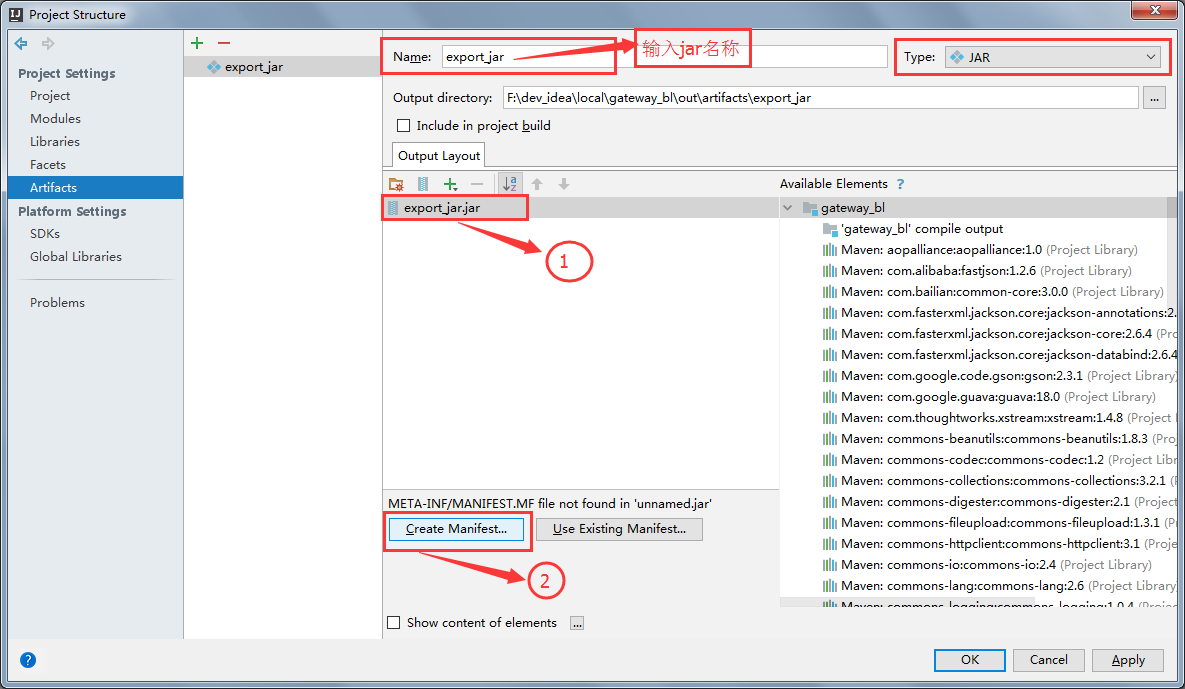 Project Structure
Project Settings
Project
Modules
Libraries
Facets
Artifacts
Platform Settings
SDKs
Global Libraries
Problems
export_jar
Name: export_jar
输入jar名称
Type: JAR
Output directory: F:\dev_idea\local\gateway_bl\out\artifacts\export_jar
...
Include in project build
Output Layout
export_jar.jar
1
META-INF/MANIFEST.MF file not found in 'unnamed.jar'
Create Manifest...
Use Existing Manifest...
2
Show content of elements
...
Available Elements ?
gateway_bl
'gateway_bl' compile output
Maven: aopalliance:aopalliance:1.0 (Project Library)
Maven: com.alibaba:fastjson:1.2.6 (Project Library)
Maven: com.bailian:common-core:3.0.0 (Project Library)
Maven: com.fasterxml.jackson.core:jackson-annotations:2.
Maven: com.fasterxml.jackson.core:jackson-core:2.6.4 (Pro
Maven: com.fasterxml.jackson.core:jackson-databind:2.6.4
Maven: com.google.code.gson:gson:2.3.1 (Project Library)
Maven: com.google.guava:guava:18.0 (Project Library)
Maven: com.thoughtworks.xstream:xstream:1.4.8 (Project
Maven: commons-beanutils:commons-beanutils:1.8.3 (Proj
Maven: commons-codec:commons-codec:1.2 (Project Libr
Maven: commons-collections:commons-collections:3.2.1 (
Maven: commons-digester:commons-digester:2.1 (Project
Maven: commons-fileupload:commons-fileupload:1.3.1 (P
Maven: commons-httpclient:commons-httpclient:3.1 (Proje
Maven: commons-io:commons-io:2.4 (Project Library)
Maven: commons-lang:commons-lang:2.6 (Project Library)
Maven: commons-logging:commons-logging:1.0.4 (Project
?
OK
Cancel
Apply